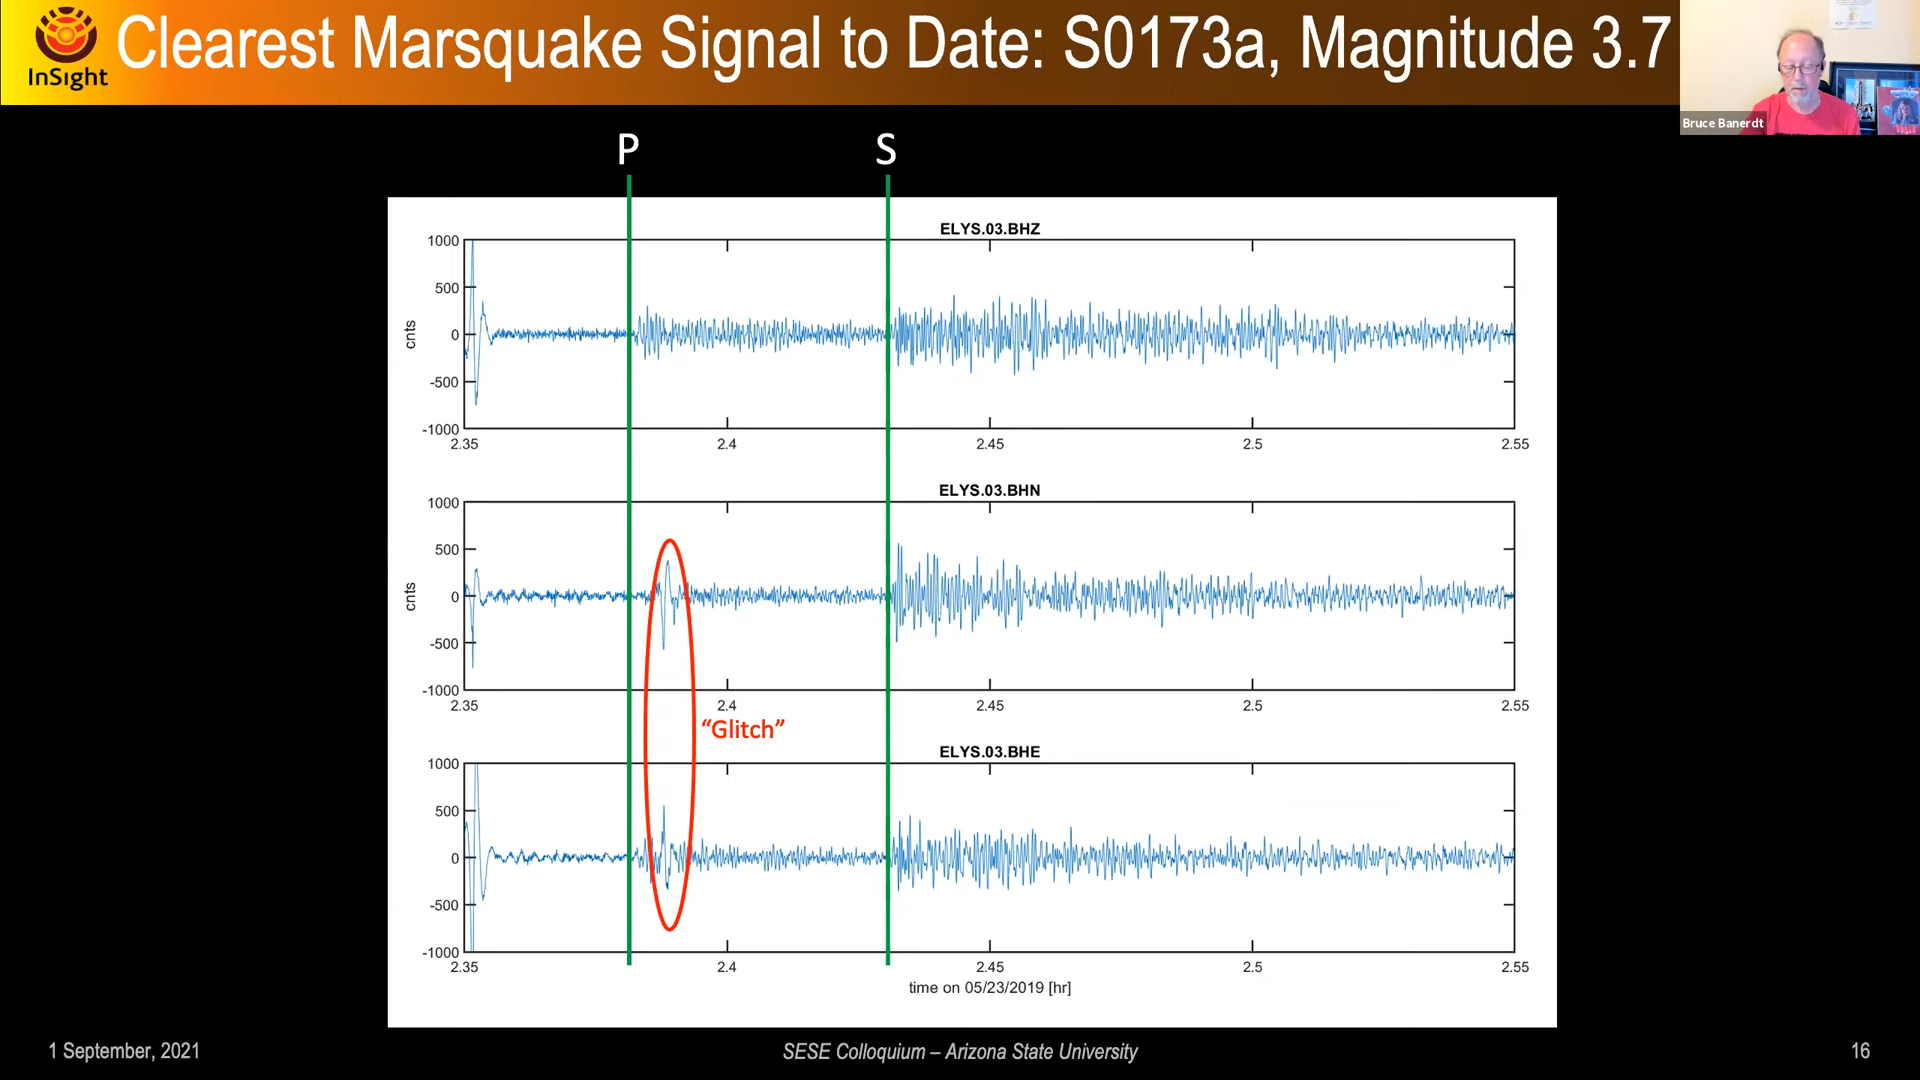 InSight
Clearest Marsquake Signal to Date: S0173a, Magnitude 3.7
Bruce Banerdt
P
S
ELYS.03.BHZ
1000
500
0
-500
-1000
cnts
2.35
2.4
2.45
2.5
2.55
ELYS.03.BHN
1000
500
0
-500
-1000
cnts
2.35
2.4
2.45
2.5
2.55
“Glitch”
ELYS.03.BHE
1000
500
0
-500
-1000
cnts
2.35
2.4
2.45
2.5
2.55
time on 05/23/2019 [hr]
1 September, 2021
SESE Colloquium – Arizona State University
16